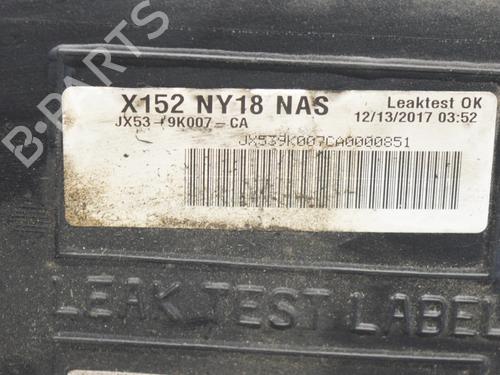 B-PARTS
X152 NY18 NAS
Leaktest OK
JX53-9K007-CA
12/13/2017 03:52
JX539K007CA0000851
LEAK TEST LABEL